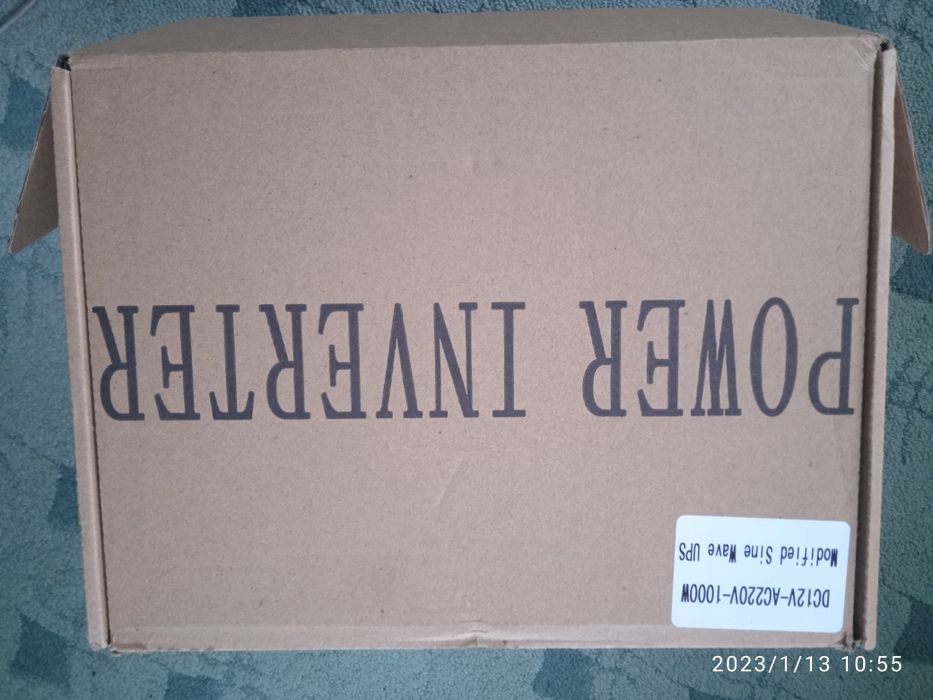 DC12V-AC220V-1000W
Modified Sine Wave UPS
POWER INVERTER
2023/1/13 10:55